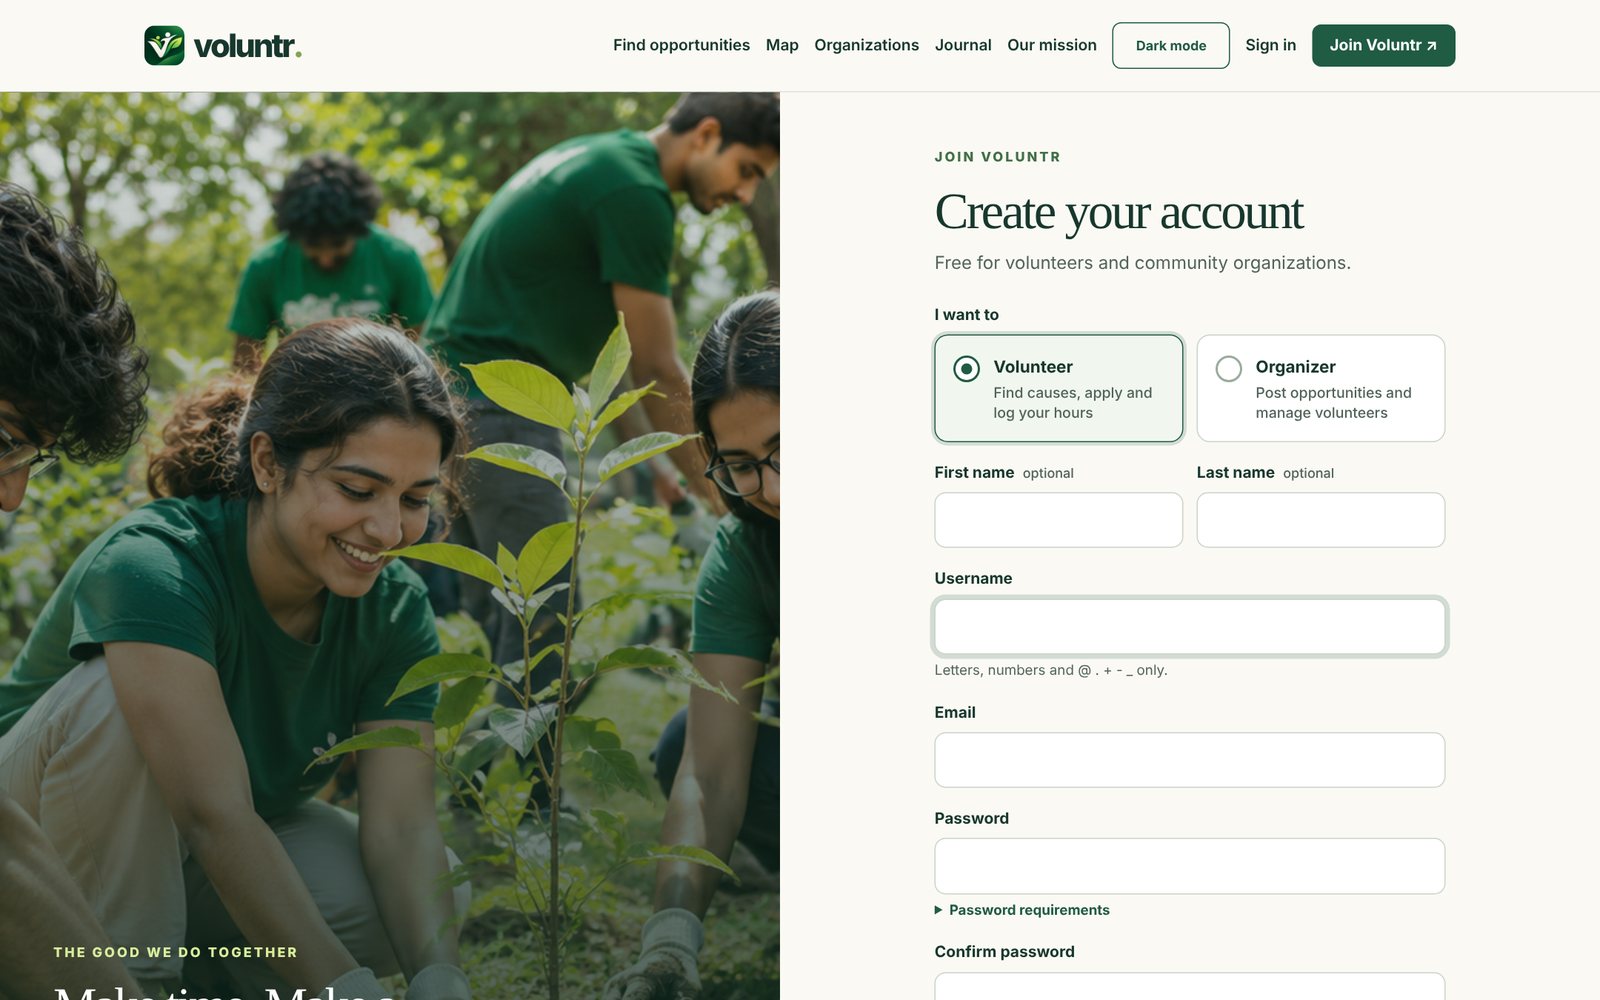 voluntr.
Find opportunities
Map
Organizations
Journal
Our mission
Dark mode
Sign in
Join Voluntr ↗
JOIN VOLUNTR
Create your account
Free for volunteers and community organizations.
I want to
Volunteer
Find causes, apply and
log your hours
Organizer
Post opportunities and
manage volunteers
First name optional
Last name optional
Username
Letters, numbers and @ . + - _ only.
Email
Password
▶ Password requirements
Confirm password
THE GOOD WE DO TOGETHER
Make time. Make a